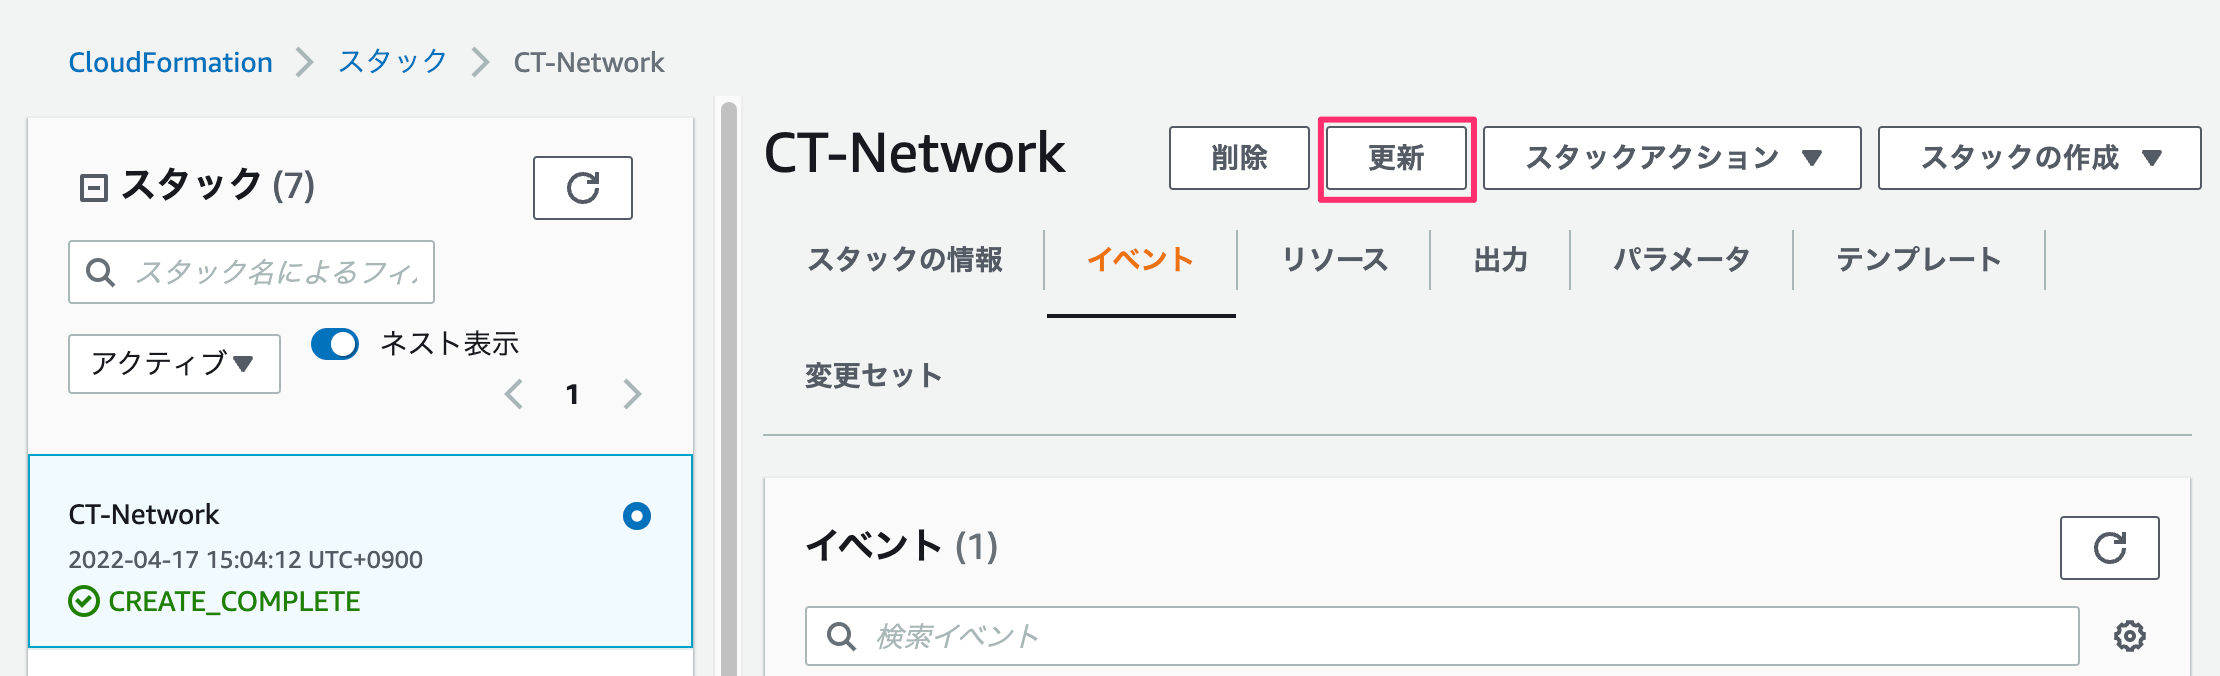 CloudFormation > スタック > CT-Network
スタック (7)
スタック名によるフィル
アクティブ▼
ネスト表示
< 1 >
CT-Network
2022-04-17 15:04:12 UTC+0900
CREATE_COMPLETE
CT-Network
削除
更新
スタックアクション ▼
スタックの作成 ▼
スタックの情報
イベント
リソース
出力
パラメータ
テンプレート
変更セット
イベント (1)
検索イベント